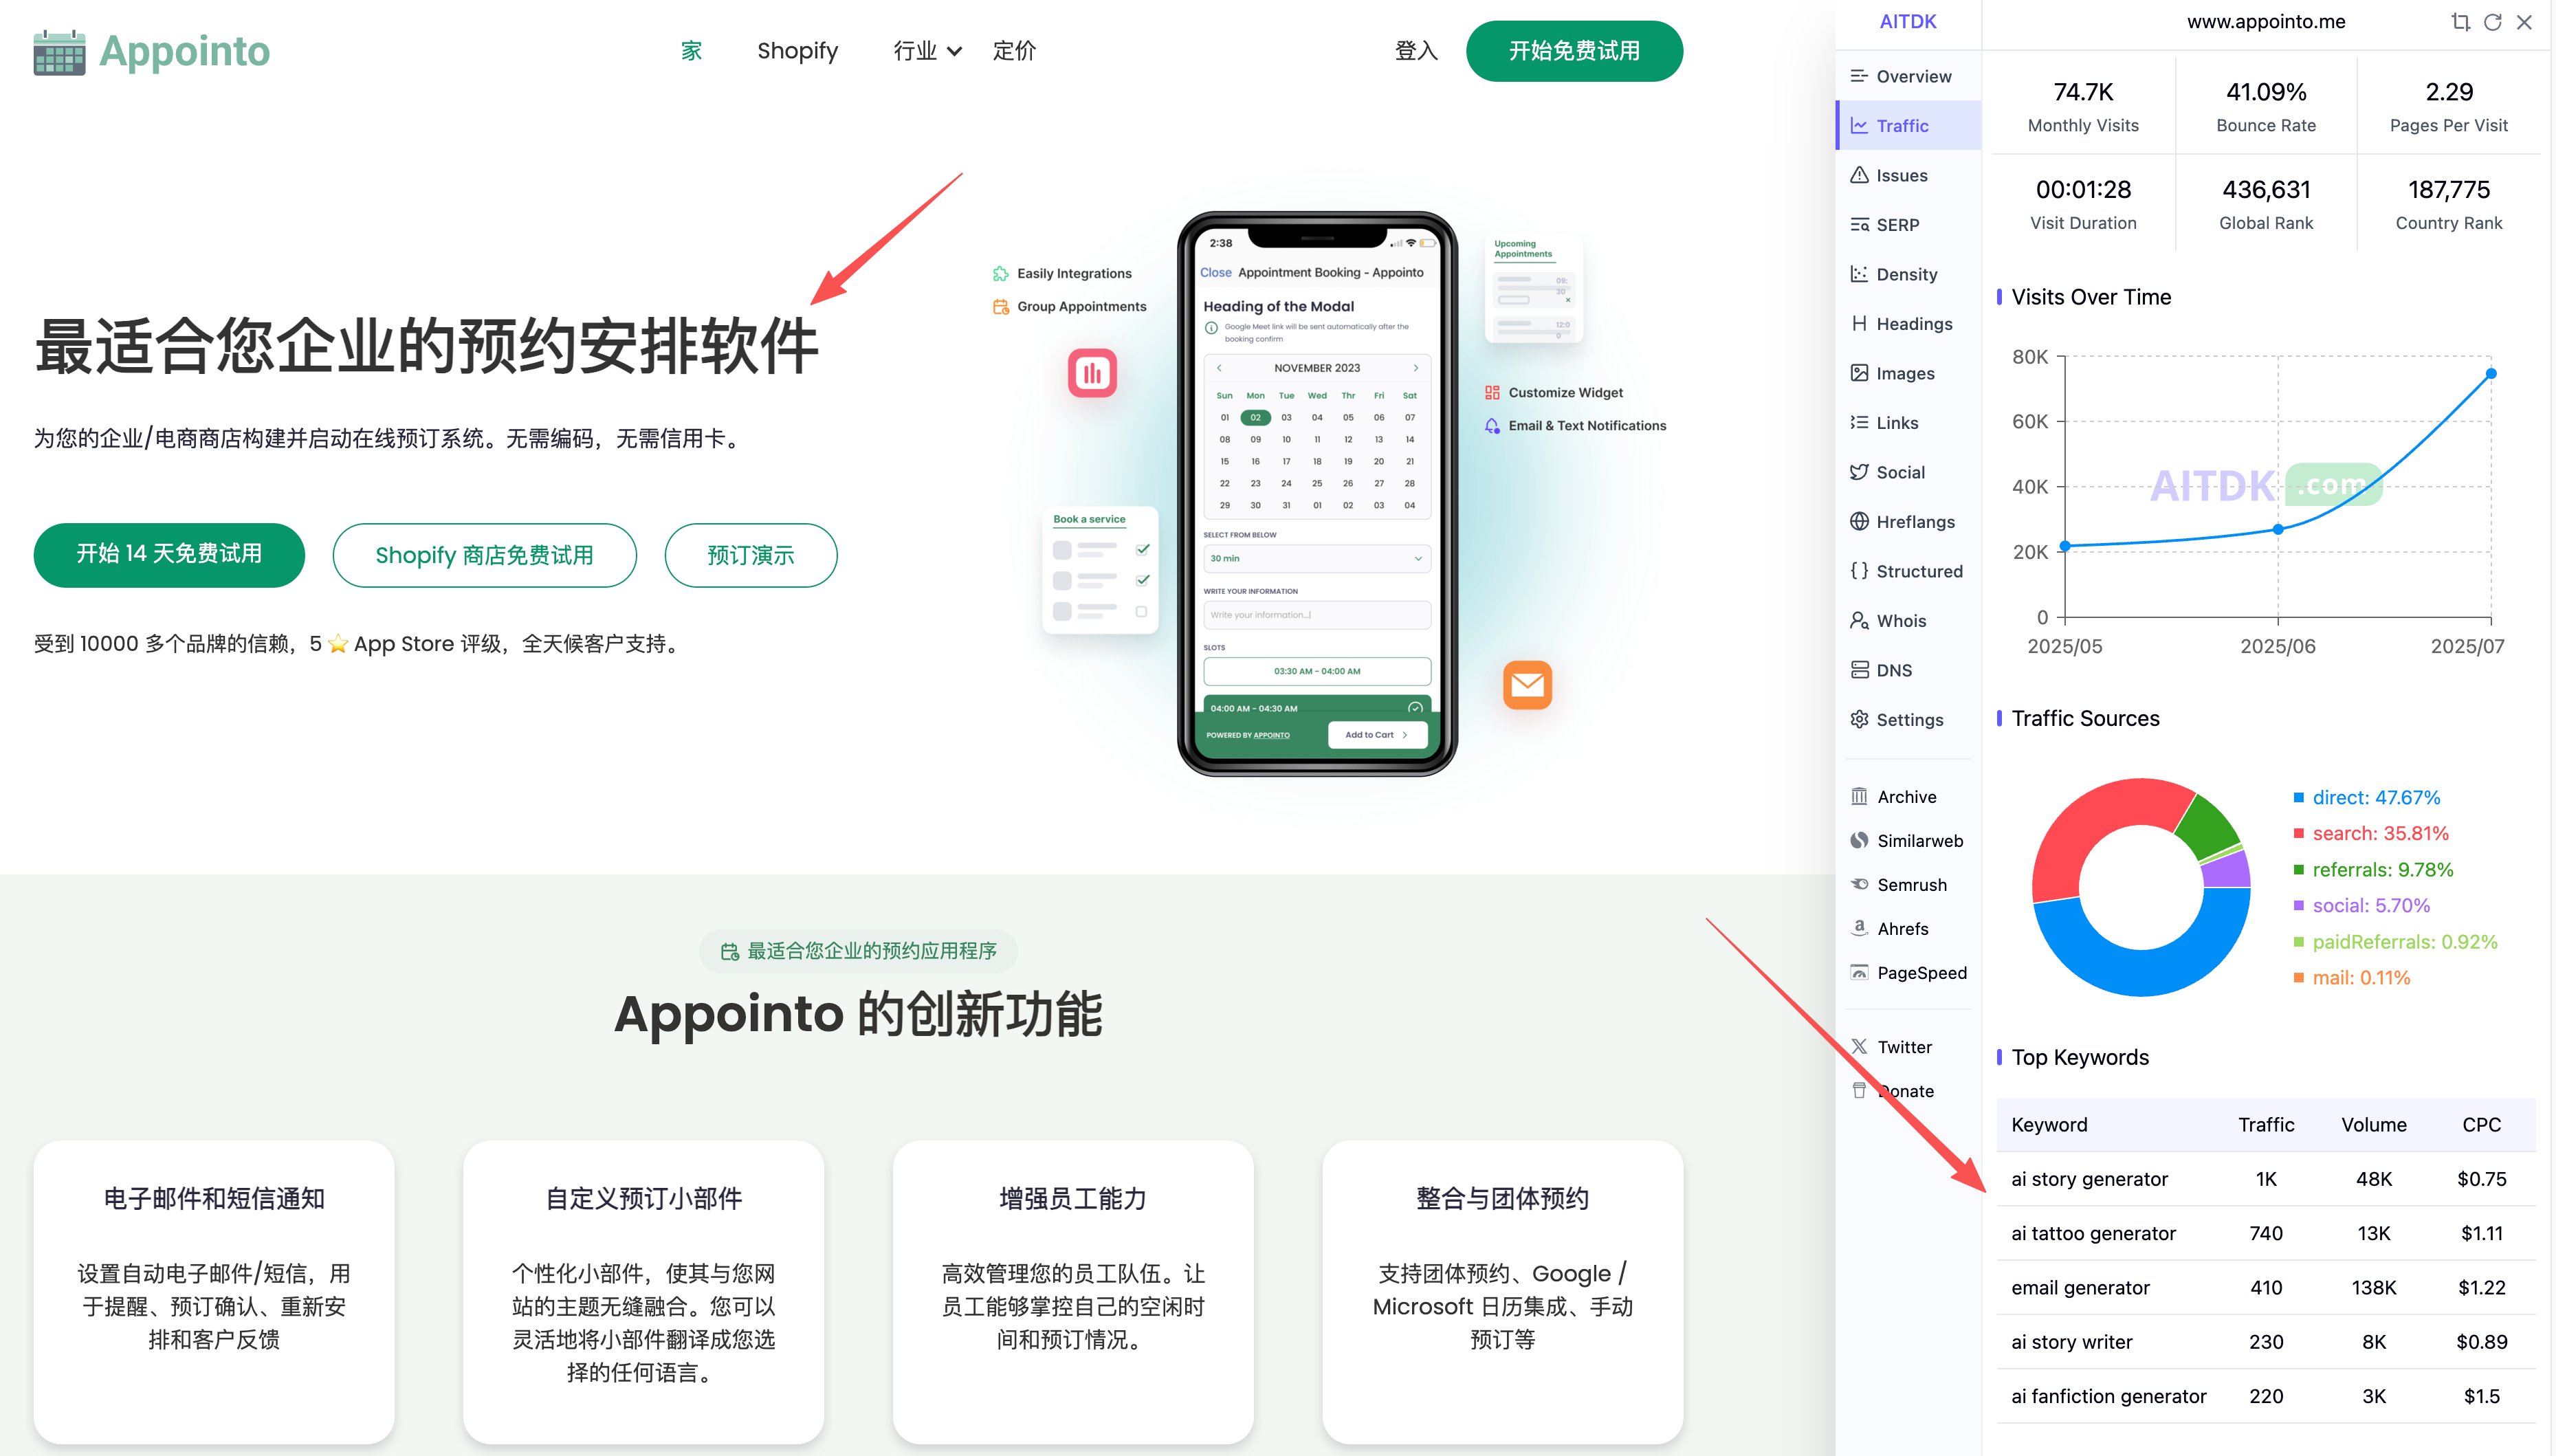 Appointo
家
Shopify
行业
定价
登入
开始免费试用
最适合您企业的预约安排软件
为您的企业/电商商店构建并启动在线预订系统。无需编码，无需信用卡。
开始 14 天免费试用
Shopify 商店免费试用
预订演示
受到 10000 多个品牌的信赖，5 ⭐ App Store 评级，全天候客户支持。
Easily Integrations
Group Appointments
Book a service
2:38
Close Appointment Booking - Appointo
Heading of the Modal
Google Meet link will be sent automatically after the
booking confirm
NOVEMBER 2023
Sun Mon Tue Wed Thr Fri Sat
01 02 03 04 05 06 07
08 09 10 11 12 13 14
15 16 17 18 19 20 21
22 23 24 25 26 27 28
29 30 31 01 02 03 04
SELECT FROM BELOW
30 min
WRITE YOUR INFORMATION
Write your information...|
SLOTS
03:30 AM - 04:00 AM
04:00 AM - 04:30 AM
POWERED BY APPOINTO
Add to Cart
Upcoming
Appointments
09:
30
12:0
0
Customize Widget
Email & Text Notifications
最适合您企业的预约应用程序
Appointo 的创新功能
电子邮件和短信通知
设置自动电子邮件/短信，用
于提醒、预订确认、重新安
排和客户反馈
自定义预订小部件
个性化小部件，使其与您网
站的主题无缝融合。您可以
灵活地将小部件翻译成您选
择的任何语言。
增强员工能力
高效管理您的员工队伍。让
员工能够掌控自己的空闲时
间和预订情况。
整合与团体预约
支持团体预约、Google /
Microsoft 日历集成、手动
预订等
AITDK
Overview
Traffic
Issues
SERP
Density
Headings
Images
Links
Social
Hreflangs
Structured
Whois
DNS
Settings
Archive
Similarweb
Semrush
Ahrefs
PageSpeed
Twitter
Donate
www.appointo.me
74.7K
Monthly Visits
41.09%
Bounce Rate
2.29
Pages Per Visit
00:01:28
Visit Duration
436,631
Global Rank
187,775
Country Rank
Visits Over Time
80K
60K
40K
20K
0
AITDK .com
2025/05
2025/06
2025/07
Traffic Sources
direct: 47.67%
search: 35.81%
referrals: 9.78%
social: 5.70%
paidReferrals: 0.92%
mail: 0.11%
Top Keywords
Keyword Traffic Volume CPC
ai story generator 1K 48K $0.75
ai tattoo generator 740 13K $1.11
email generator 410 138K $1.22
ai story writer 230 8K $0.89
ai fanfiction generator 220 3K $1.5